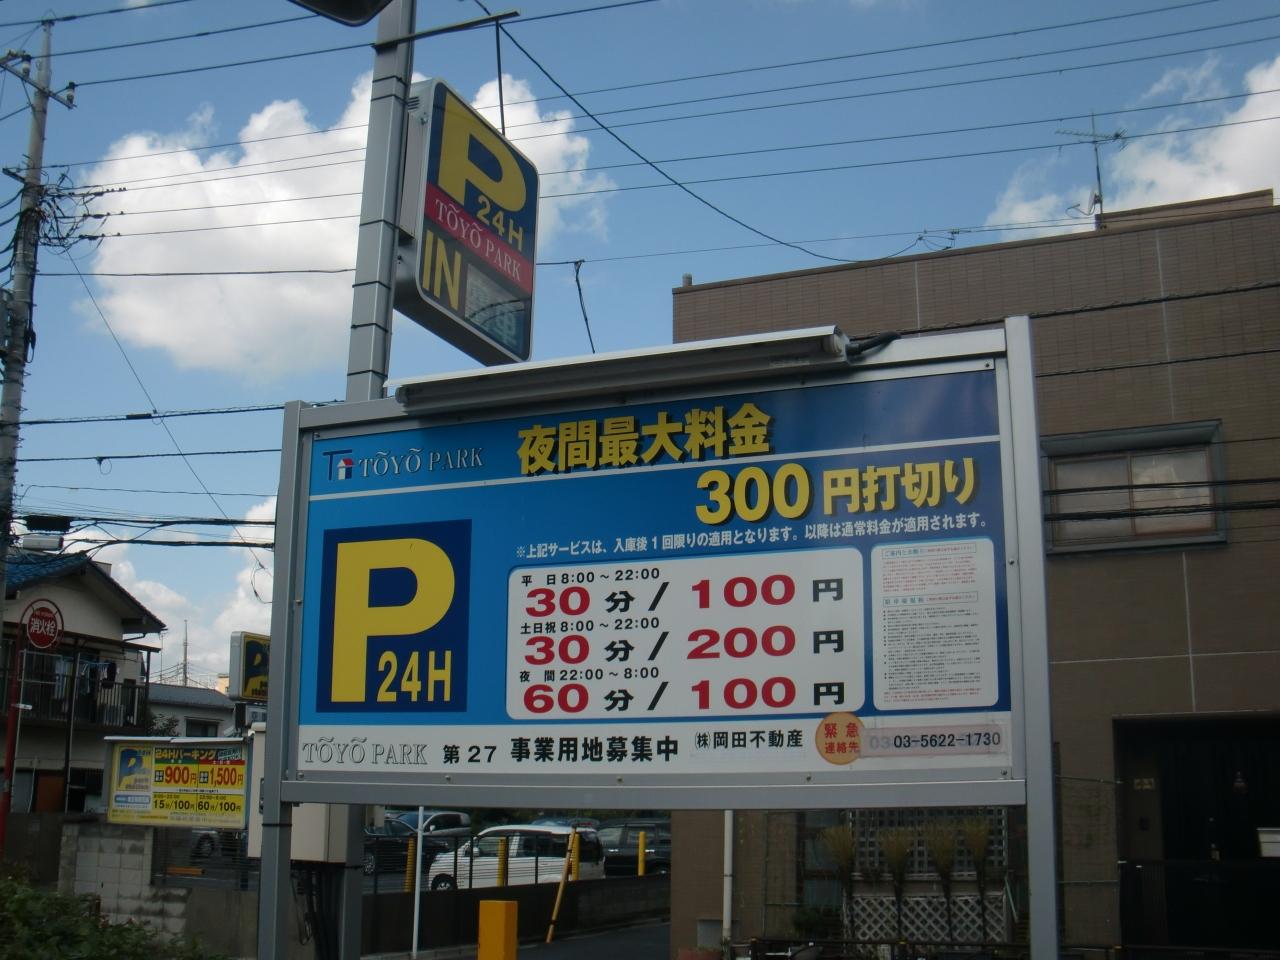 P
24H
TOYO PARK
IN
TOYO PARK 夜間最大料金
300円打切り
※上記サービスは、入庫後1回限りの適用となります。以降は通常料金が適用されます。
P
24H
平日8:00～22:00
30分/100円
土日祝8:00～22:00
30分/200円
夜間22:00～8:00
60分/100円
TOYO PARK 第27 事業用地募集中 ㈱岡田不動産 緊急連絡先 03-5622-1730
消火栓
24Hパーキング
900円 1,500円
15分/100円 60分/100円